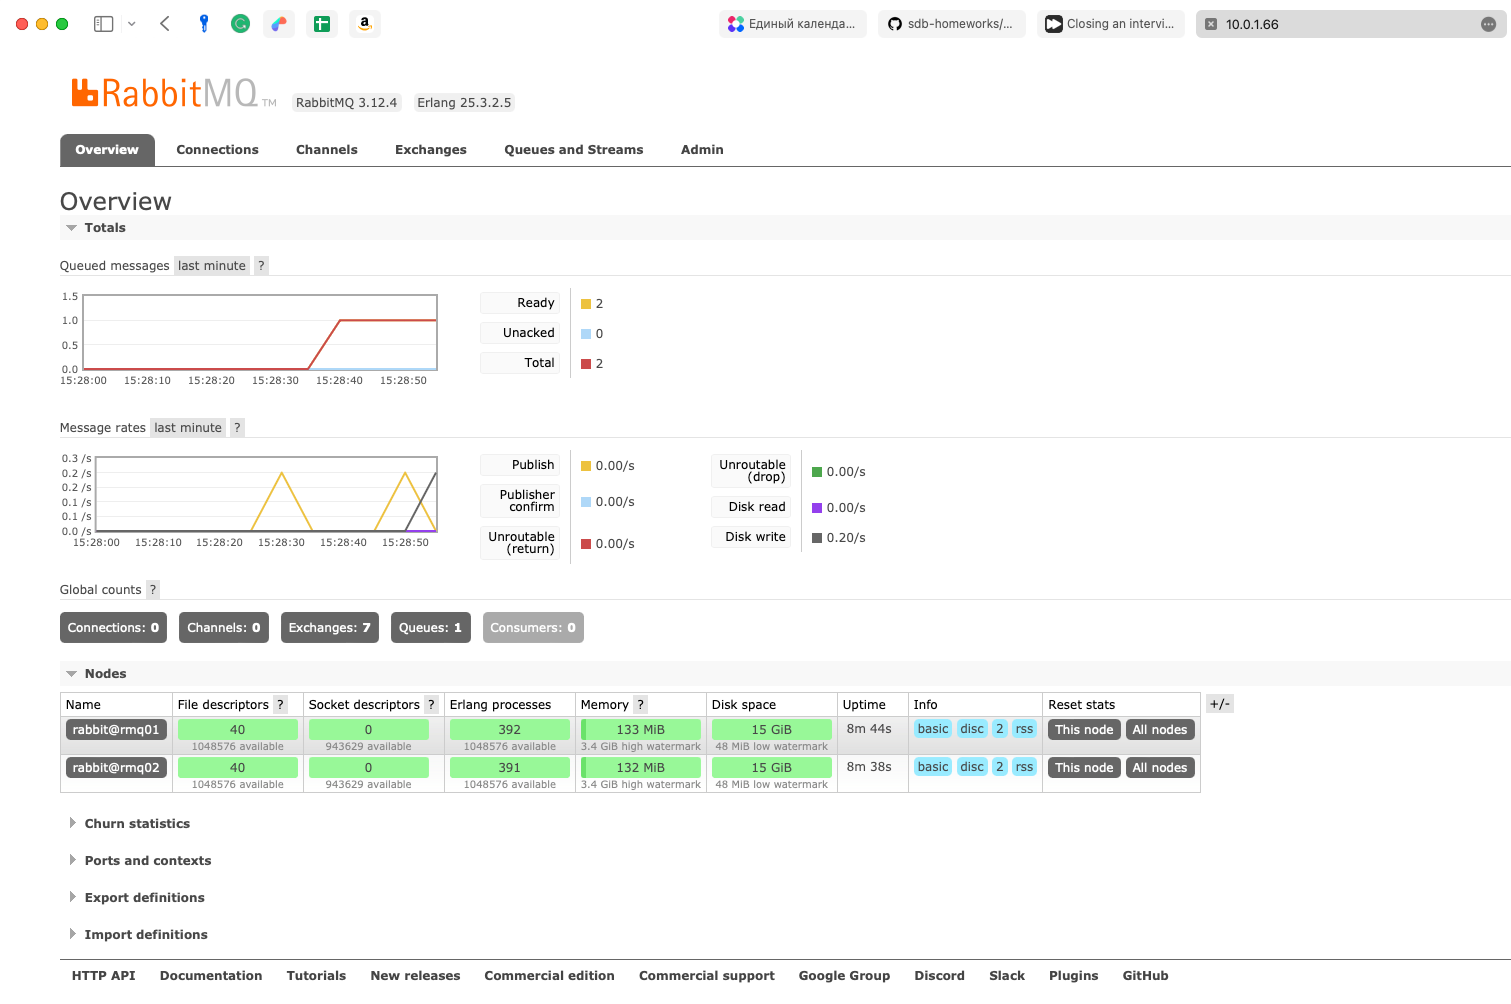 Единый календа...
sdb-homeworks/...
Closing an intervi...
10.0.1.66
RabbitMQ TM
RabbitMQ 3.12.4 Erlang 25.3.2.5
Overview Connections Channels Exchanges Queues and Streams Admin
Overview
Totals
Queued messages last minute ?
1.5
1.0
0.5
0.0
15:28:00 15:28:10 15:28:20 15:28:30 15:28:40 15:28:50
Ready 2
Unacked 0
Total 2
Message rates last minute ?
0.3 /s
0.2 /s
0.2 /s
0.1 /s
0.1 /s
0.0 /s
15:28:00 15:28:10 15:28:20 15:28:30 15:28:40 15:28:50
Publish 0.00/s
Publisher
confirm 0.00/s
Unroutable
(return) 0.00/s
Unroutable
(drop) 0.00/s
Disk read 0.00/s
Disk write 0.20/s
Global counts ?
Connections: 0 Channels: 0 Exchanges: 7 Queues: 1 Consumers: 0
Nodes
Name File descriptors ? Socket descriptors ? Erlang processes Memory ? Disk space Uptime Info Reset stats +/-
rabbit@rmq01 40 0 392 133 MiB 15 GiB 8m 44s basic disc 2 rss This node All nodes
1048576 available 943629 available 1048576 available 3.4 GiB high watermark 48 MiB low watermark
rabbit@rmq02 40 0 391 132 MiB 15 GiB 8m 38s basic disc 2 rss This node All nodes
1048576 available 943629 available 1048576 available 3.4 GiB high watermark 48 MiB low watermark
Churn statistics
Ports and contexts
Export definitions
Import definitions
HTTP API Documentation Tutorials New releases Commercial edition Commercial support Google Group Discord Slack Plugins GitHub